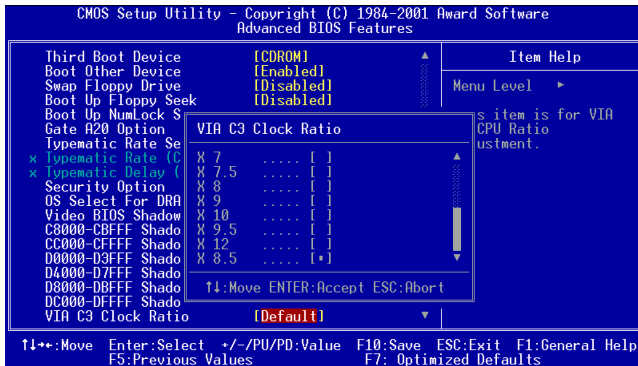 CMOS Setup Utility – Copyright (C) 1984-2001 Award Software
Advanced BIOS Features
Third Boot Device [CDROM]
Boot Other Device [Enabled]
Swap Floppy Drive [Disabled]
Boot Up Floppy Seek [Disabled]
Boot Up NumLock S
Gate A20 Option
Typematic Rate Se
x Typematic Rate (C
x Typematic Delay (
Security Option
OS Select For DRA
Video BIOS Shadow
C8000-CBFFF Shado
CC000-CFFFF Shado
D0000-D3FFF Shado
D4000-D7FFF Shado
D8000-DBFFF Shado
DC000-DFFFF Shado
VIA C3 Clock Ratio [Default]
VIA C3 Clock Ratio
X 7 ..... [ ]
X 7.5 ..... [ ]
X 8 ..... [ ]
X 9 ..... [ ]
X 10 ..... [ ]
X 9.5 ..... [ ]
X 12 ..... [ ]
X 8.5 ..... [▪]
↑↓:Move ENTER:Accept ESC:Abort
Item Help
Menu Level ►
s item is for VIA
CPU Ratio
ustment.
↑↓→←:Move Enter:Select +/-/PU/PD:Value F10:Save ESC:Exit F1:General Help
F5:Previous Values F7: Optimized Defaults